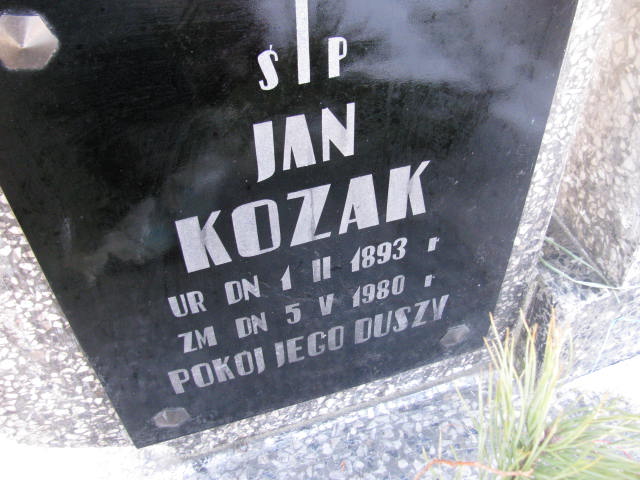 Ś P
JAN
KOZAK
UR DN 1 II 1893 r
ZM DN 5 V 1980 r
POKÓJ JEGO DUSZY